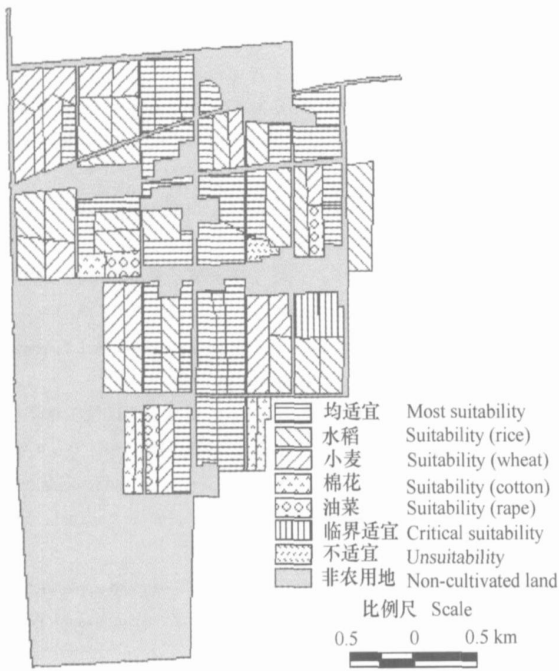 均适宜 Most suitability
水稻 Suitability (rice)
小麦 Suitability (wheat)
棉花 Suitability (cotton)
油菜 Suitability (rape)
临界适宜 Critical suitability
不适宜 Unsuitability
非农用地 Non-cultivated land
比例尺 Scale
0.5 0 0.5 km